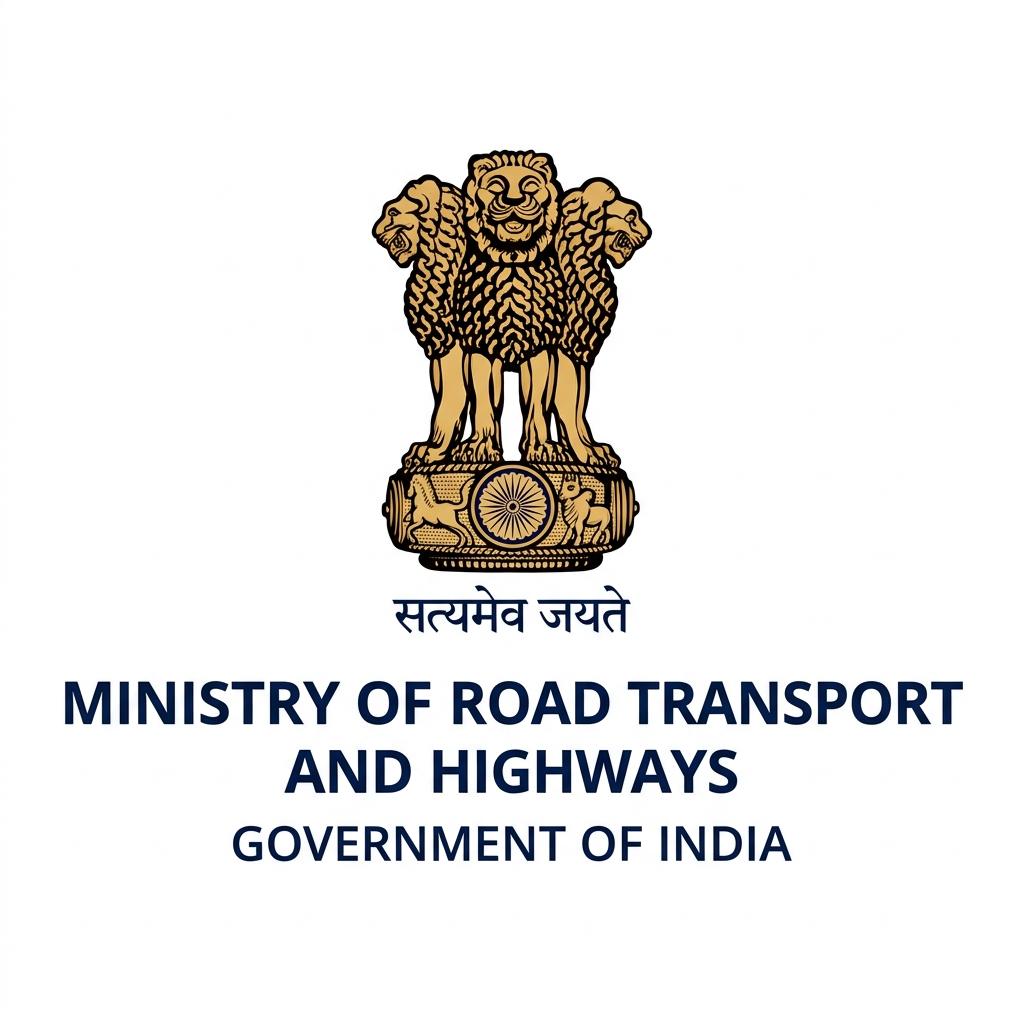 सत्यमेव जयते
MINISTRY OF ROAD TRANSPORT
AND HIGHWAYS
GOVERNMENT OF INDIA